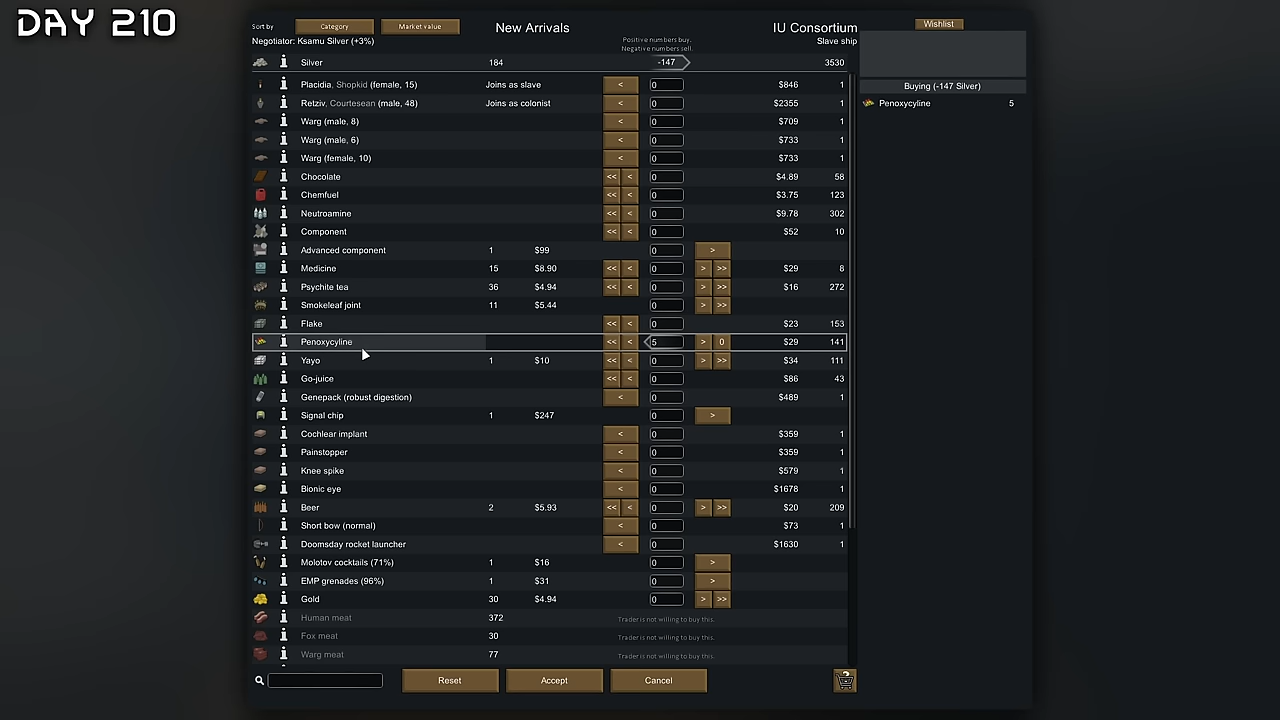 DAY 210
Sort by Category Market value New Arrivals IU Consortium Wishlist
Negotiator: Ksamu Silver (+3%) Positive numbers buy. Slave ship
Negative numbers sell.
Silver 184 -147 3530
Placidia, Shopkid (female, 15) Joins as slave < 0 $846 1
Buying (-147 Silver)
Retziv, Courtesean (male, 48) Joins as colonist < 0 $2355 1
Penoxycyline 5
Warg (male, 8) < 0 $709 1
Warg (male, 6) < 0 $733 1
Warg (female, 10) < 0 $733 1
Chocolate << < 0 $4.89 58
Chemfuel << < 0 $3.75 123
Neutroamine << < 0 $9.78 302
Component << < 0 $52 10
Advanced component 1 $99 0 >
Medicine 15 $8.90 << < 0 > >> $29 8
Psychite tea 36 $4.94 << < 0 > >> $16 272
Smokeleaf joint 11 $5.44 0 > >>
Flake << < 0 $23 153
Penoxycyline << < 5 > 0 $29 141
Yayo 1 $10 << < 0 > >> $34 111
Go-juice << < 0 $86 43
Genepack (robust digestion) < 0 $489 1
Signal chip 1 $247 0 >
Cochlear implant < 0 $359 1
Painstopper < 0 $359 1
Knee spike < 0 $579 1
Bionic eye < 0 $1678 1
Beer 2 $5.93 << < 0 > >> $20 209
Short bow (normal) < 0 $73 1
Doomsday rocket launcher < 0 $1630 1
Molotov cocktails (71%) 1 $16 0 >
EMP grenades (96%) 1 $31 0 >
Gold 30 $4.94 0 > >>
Human meat 372 Trader is not willing to buy this.
Fox meat 30 Trader is not willing to buy this.
Warg meat 77 Trader is not willing to buy this.
Reset Accept Cancel